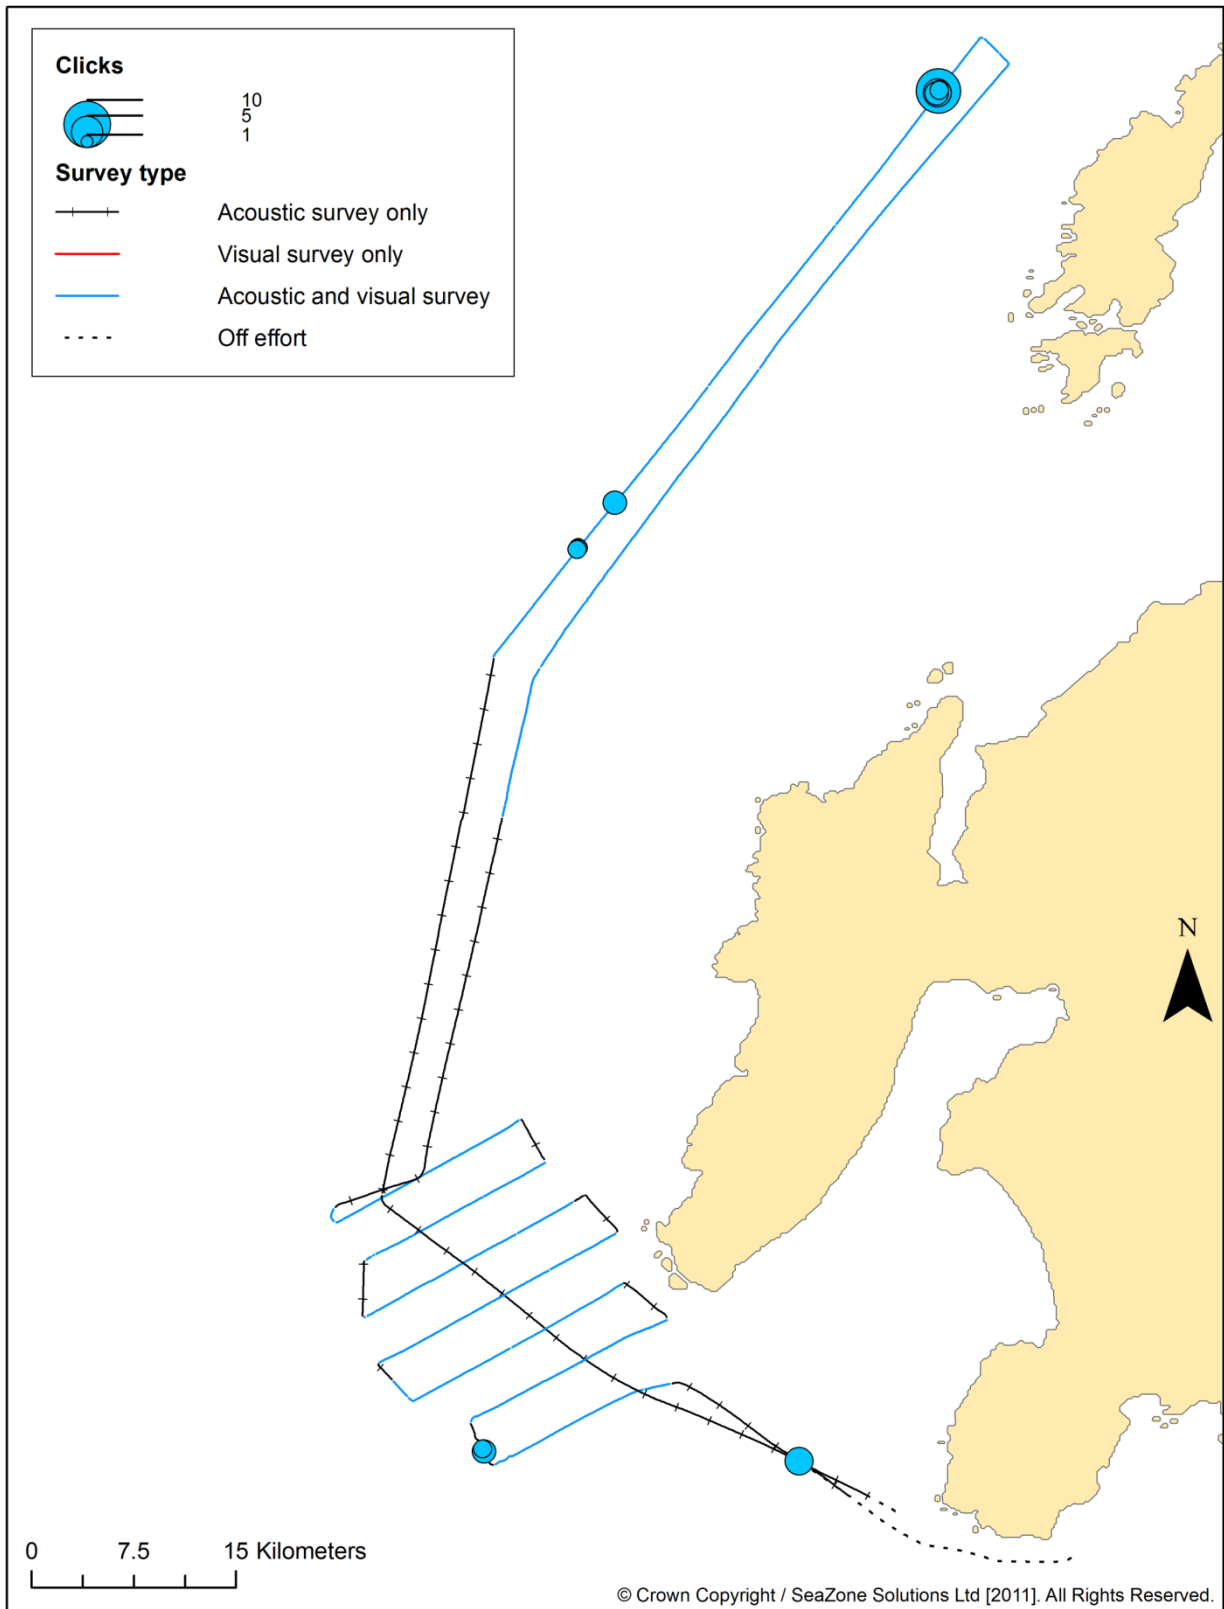 Clicks
10
5
1
Survey type
Acoustic survey only
Visual survey only
Acoustic and visual survey
Off effort
N
0 7.5 15 Kilometers
© Crown Copyright / SeaZone Solutions Ltd [2011]. All Rights Reserved.